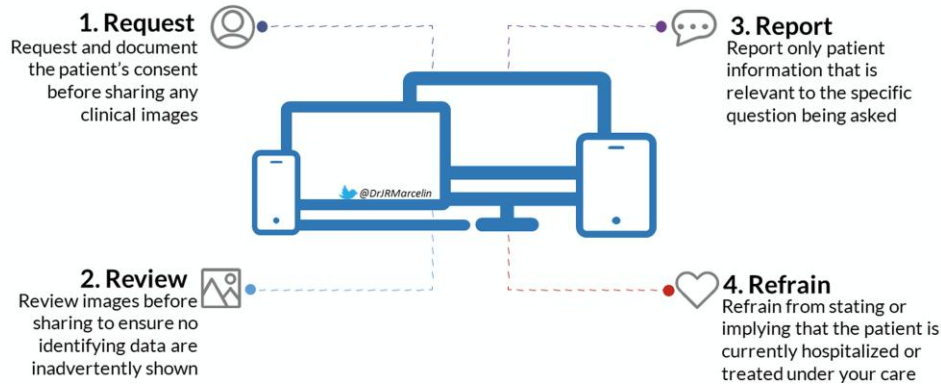 1. Request
Request and document
the patient's consent
before sharing any
clinical images
3. Report
Report only patient
information that is
relevant to the specific
question being asked
@DrJRMarcelin
2. Review
Review images before
sharing to ensure no
identifying data are
inadvertently shown
4. Refrain
Refrain from stating or
implying that the patient is
currently hospitalized or
treated under your care